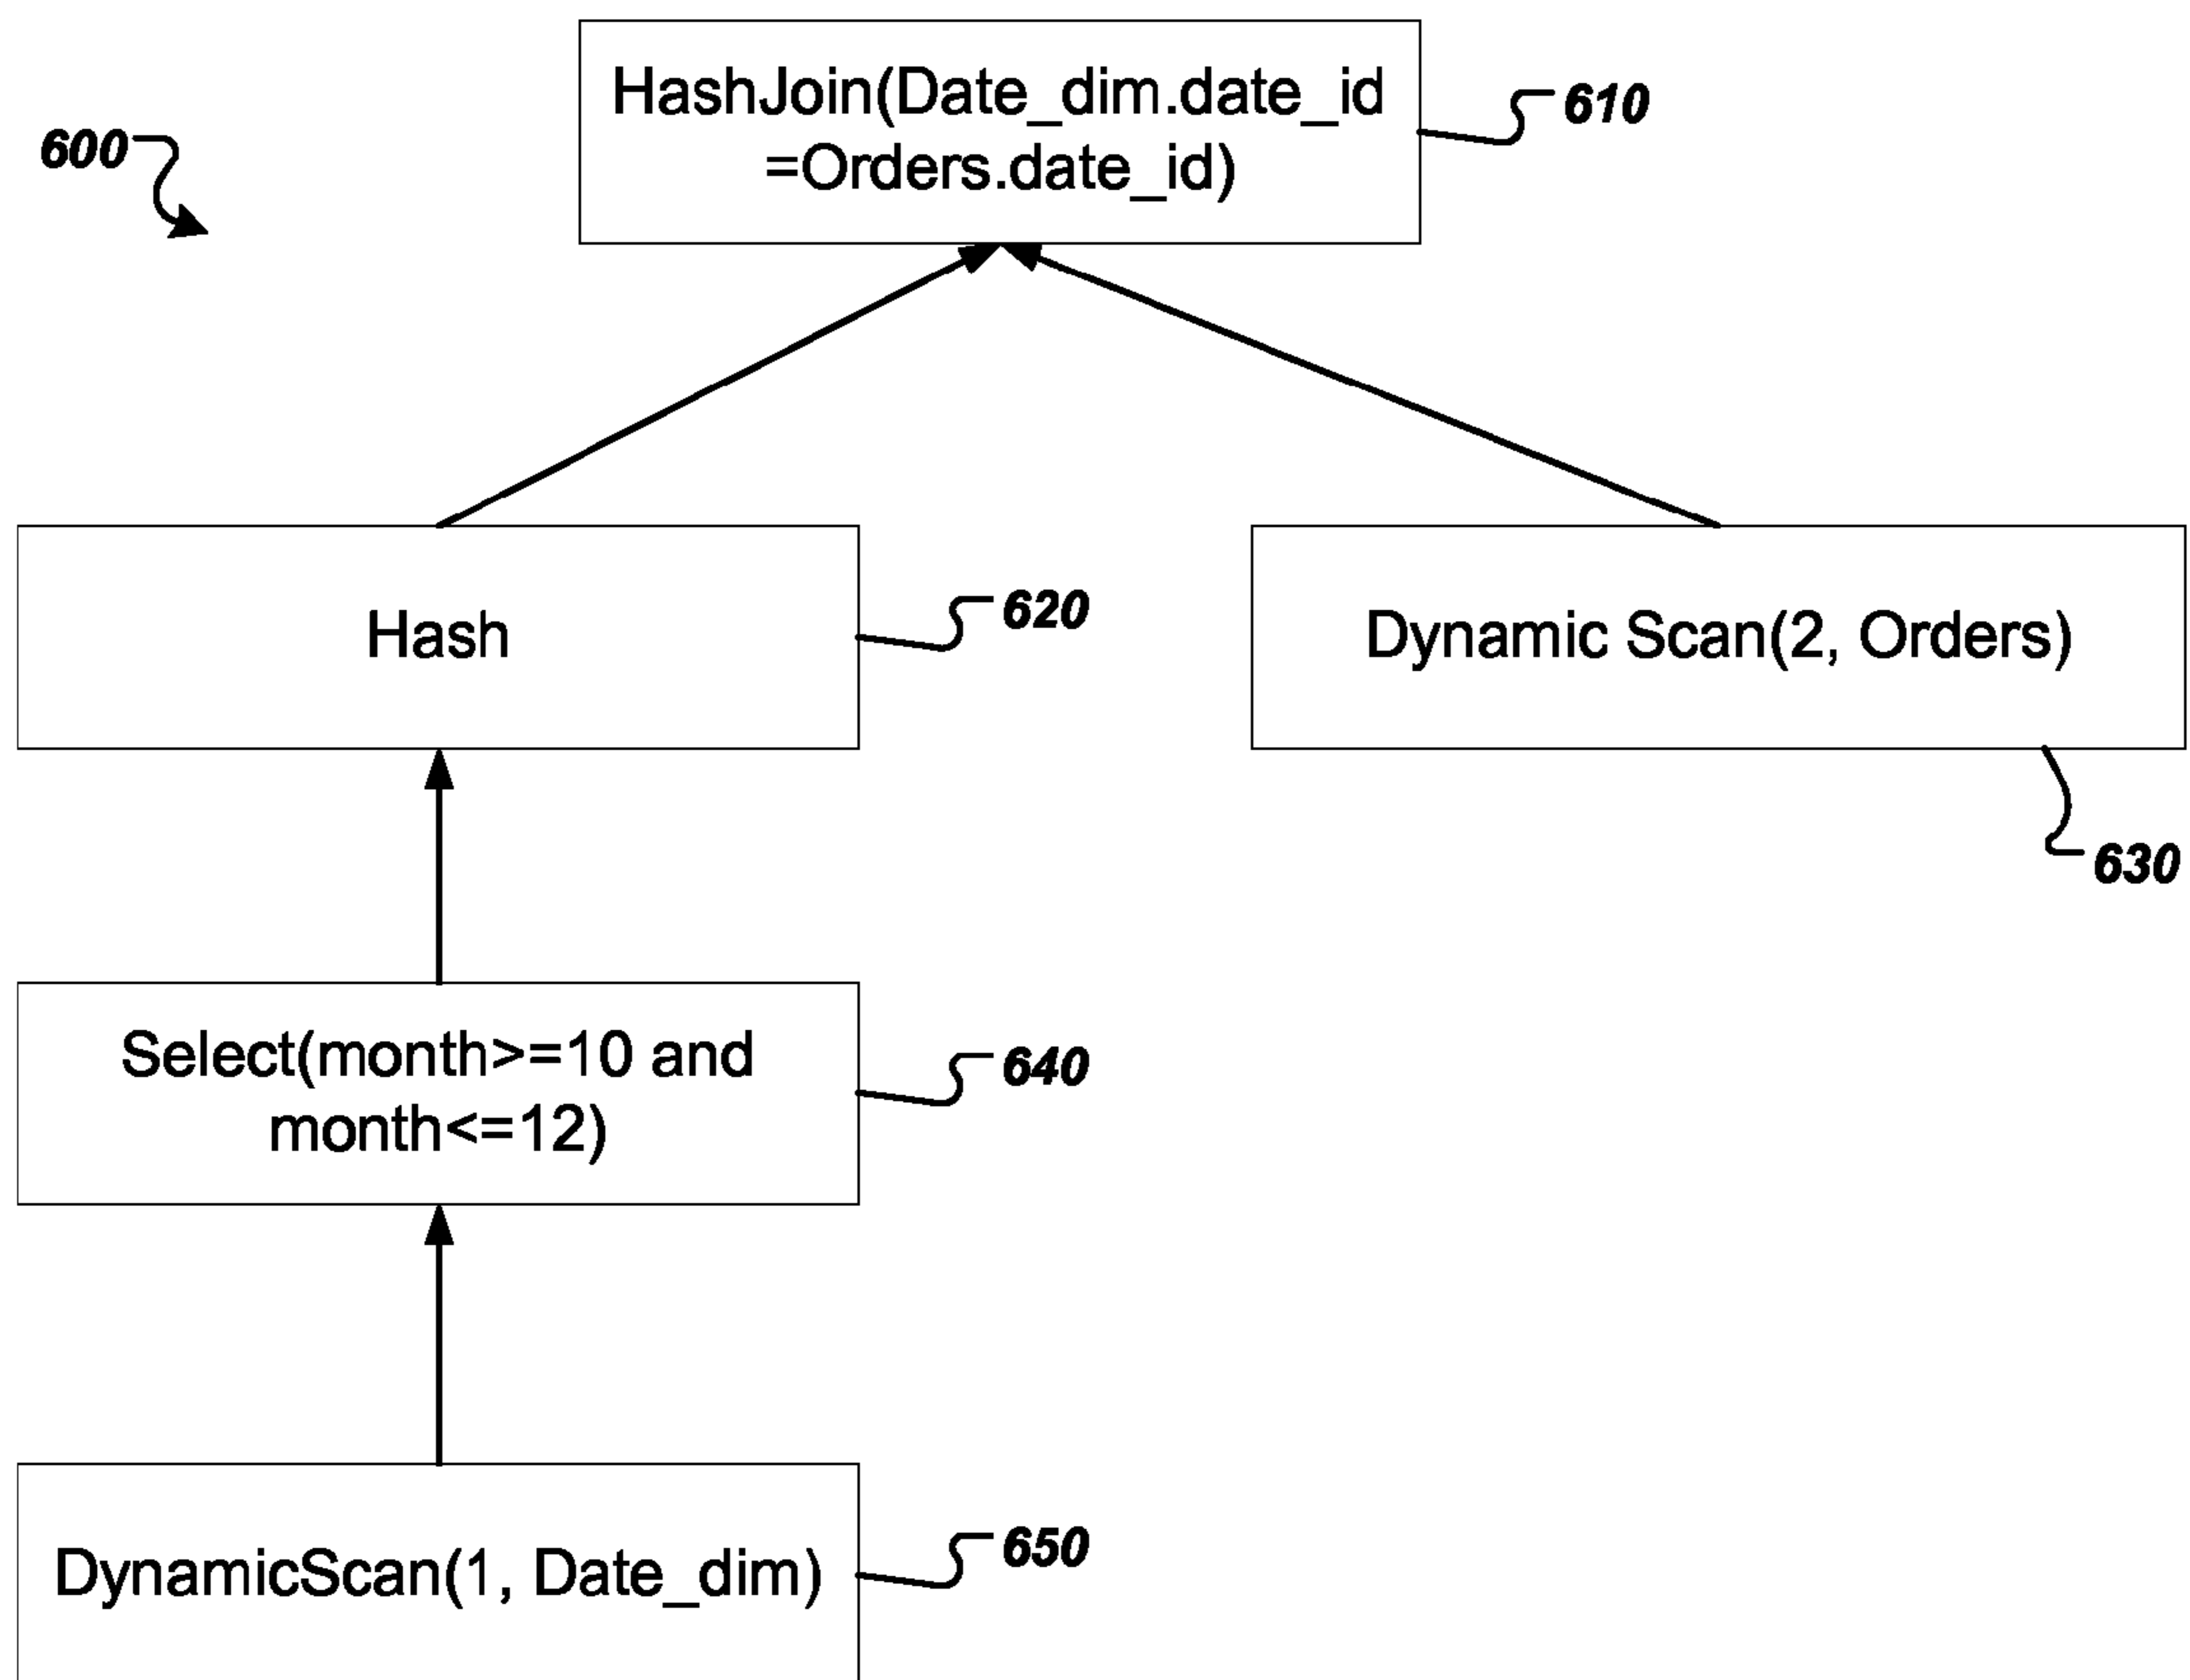 HashJoin(Date_dim.date_id
=Orders.date_id)
610
600
Hash
620
Dynamic Scan(2, Orders)
630
Select(month>=10 and
month<=12)
640
DynamicScan(1, Date_dim)
650